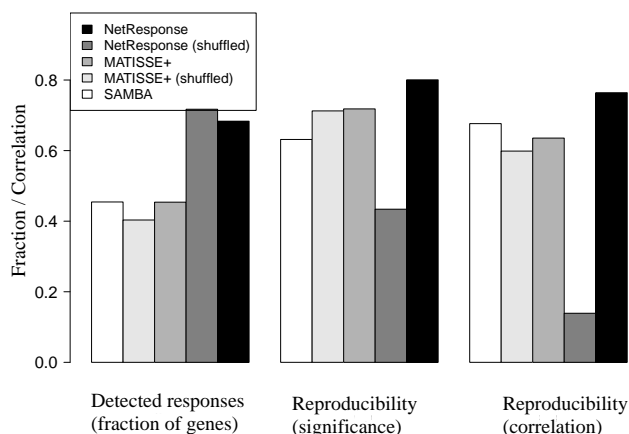 NetResponse
NetResponse (shuffled)
MATISSE+
MATISSE+ (shuffled)
SAMBA
Fraction / Correlation
0.8
0.6
0.4
0.2
0.0
Detected responses
(fraction of genes)
Reproducibility
(significance)
Reproducibility
(correlation)